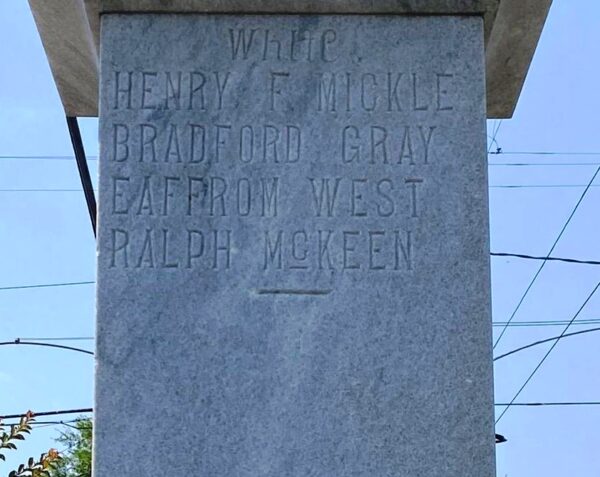 White
HENRY F MICKLE
BRADFORD GRAY
EAFFROM WEST
RALPH McKEEN